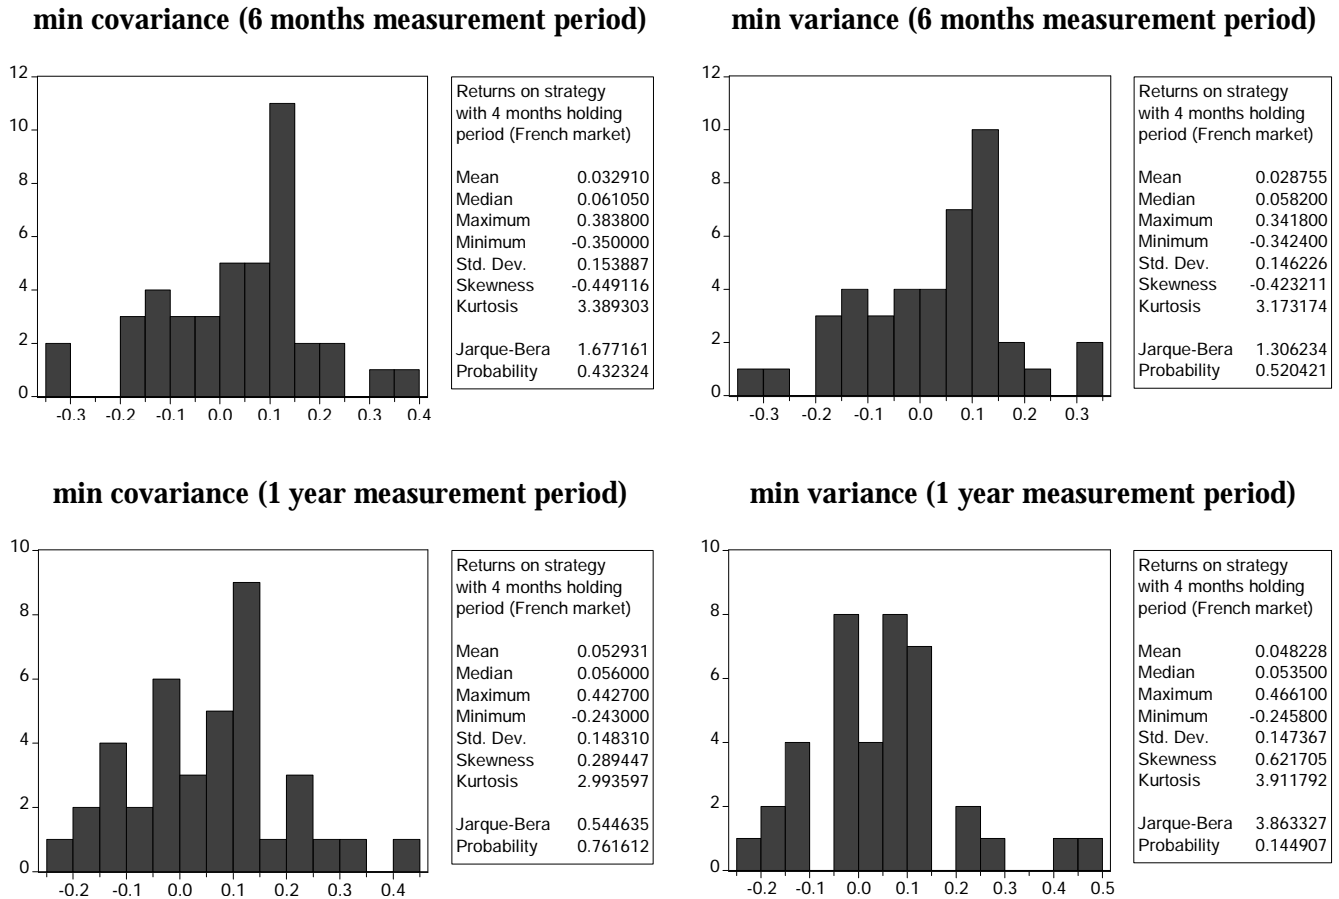 min covariance (6 months measurement period)
12
10
8
6
4
2
0
-0.3 -0.2 -0.1 0.0 0.1 0.2 0.3 0.4
Returns on strategy
with 4 months holding
period (French market)
Mean 0.032910
Median 0.061050
Maximum 0.383800
Minimum -0.350000
Std. Dev. 0.153887
Skewness -0.449116
Kurtosis 3.389303
Jarque-Bera 1.677161
Probability 0.432324
min variance (6 months measurement period)
12
10
8
6
4
2
0
-0.3 -0.2 -0.1 0.0 0.1 0.2 0.3
Returns on strategy
with 4 months holding
period (French market)
Mean 0.028755
Median 0.058200
Maximum 0.341800
Minimum -0.342400
Std. Dev. 0.146226
Skewness -0.423211
Kurtosis 3.173174
Jarque-Bera 1.306234
Probability 0.520421
min covariance (1 year measurement period)
10
8
6
4
2
0
-0.2 -0.1 0.0 0.1 0.2 0.3 0.4
Returns on strategy
with 4 months holding
period (French market)
Mean 0.052931
Median 0.056000
Maximum 0.442700
Minimum -0.243000
Std. Dev. 0.148310
Skewness 0.289447
Kurtosis 2.993597
Jarque-Bera 0.544635
Probability 0.761612
min variance (1 year measurement period)
10
8
6
4
2
0
-0.2 -0.1 0.0 0.1 0.2 0.3 0.4 0.5
Returns on strategy
with 4 months holding
period (French market)
Mean 0.048228
Median 0.053500
Maximum 0.466100
Minimum -0.245800
Std. Dev. 0.147367
Skewness 0.621705
Kurtosis 3.911792
Jarque-Bera 3.863327
Probability 0.144907